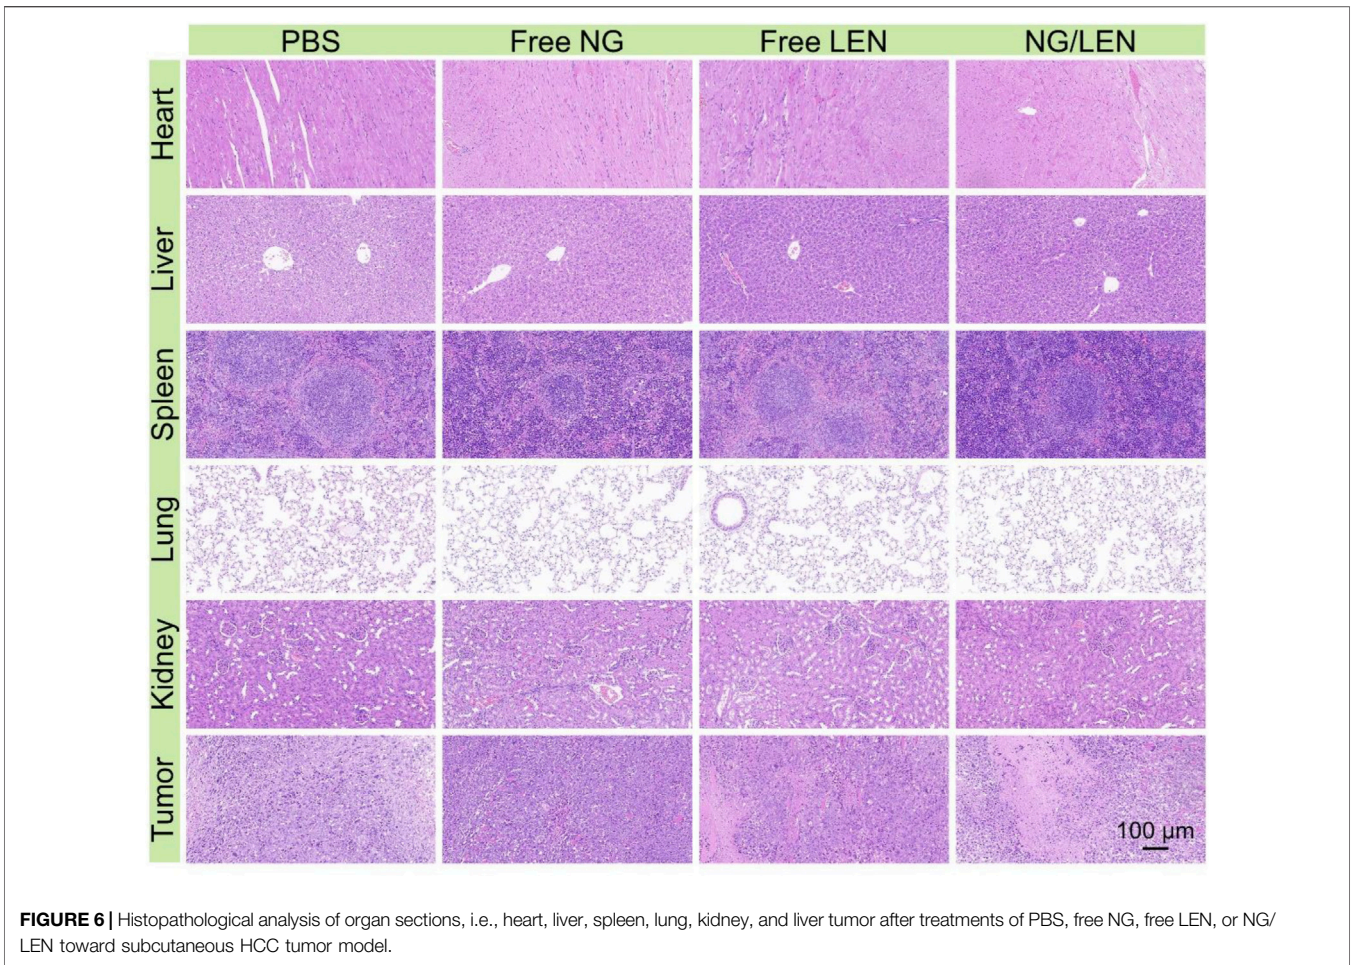 PBS Free NG Free LEN NG/LEN
Heart
Liver
Spleen
Lung
Kidney
Tumor
100 µm
FIGURE 6 | Histopathological analysis of organ sections, i.e., heart, liver, spleen, lung, kidney, and liver tumor after treatments of PBS, free NG, free LEN, or NG/
LEN toward subcutaneous HCC tumor model.